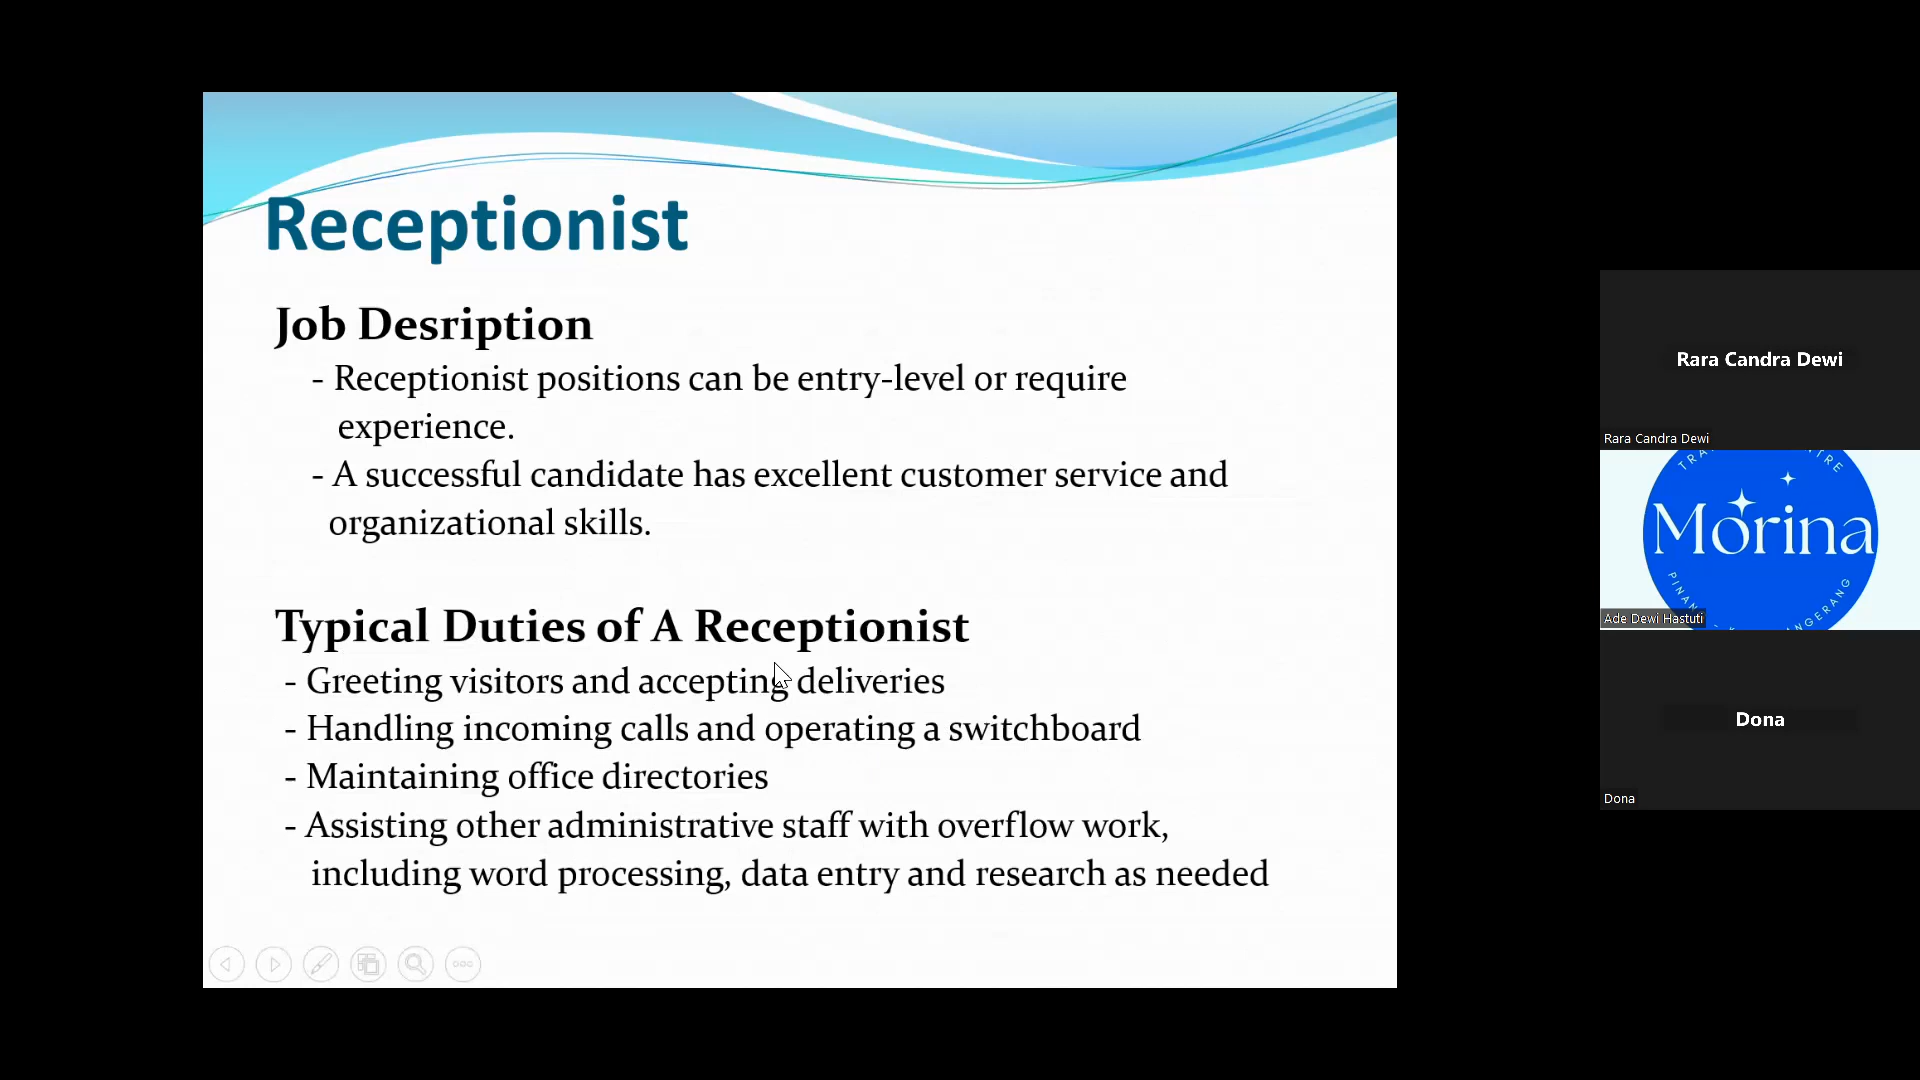 Receptionist
Job Desription
- Receptionist positions can be entry-level or require
experience.
- A successful candidate has excellent customer service and
organizational skills.
Typical Duties of A Receptionist
- Greeting visitors and accepting deliveries
- Handling incoming calls and operating a switchboard
- Maintaining office directories
- Assisting other administrative staff with overflow work,
including word processing, data entry and research as needed
Rara Candra Dewi
Rara Candra Dewi
Morina
Ade Dewi Hastuti
Dona
Dona